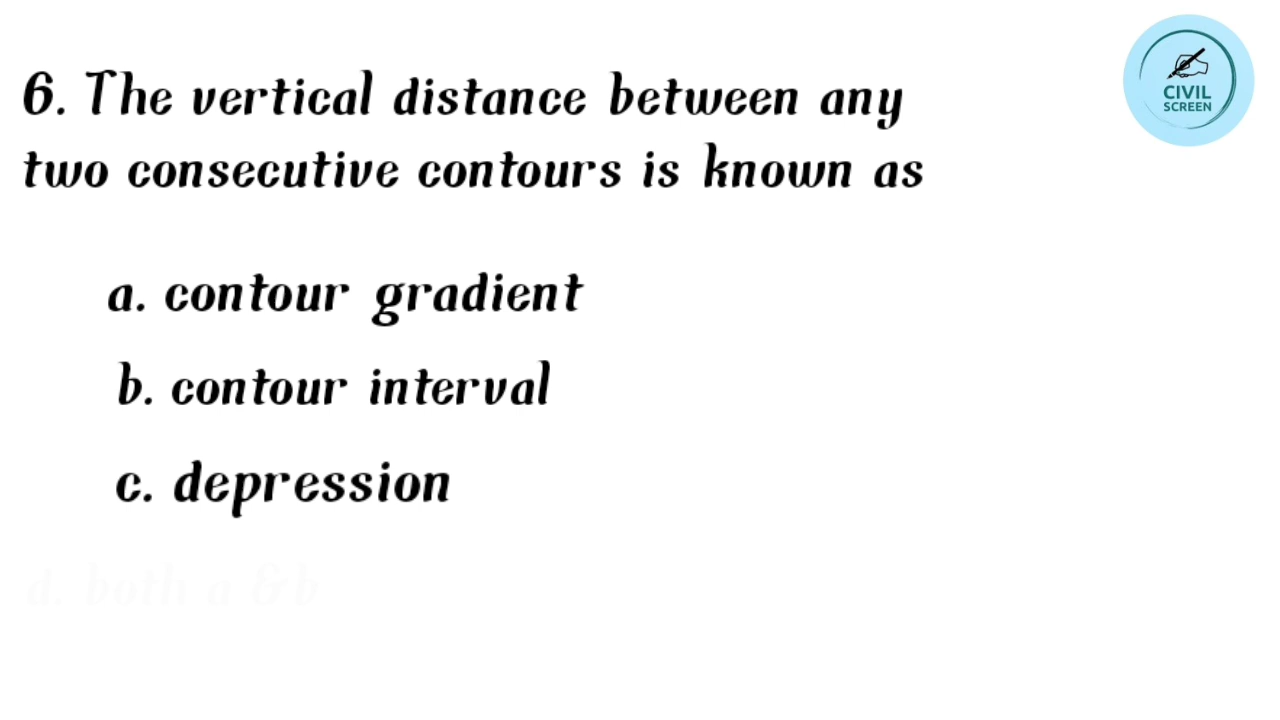 6. The vertical distance between any
two consecutive contours is known as
a. contour gradient
b. contour interval
c. depression
d. both a & b
CIVIL
SCREEN